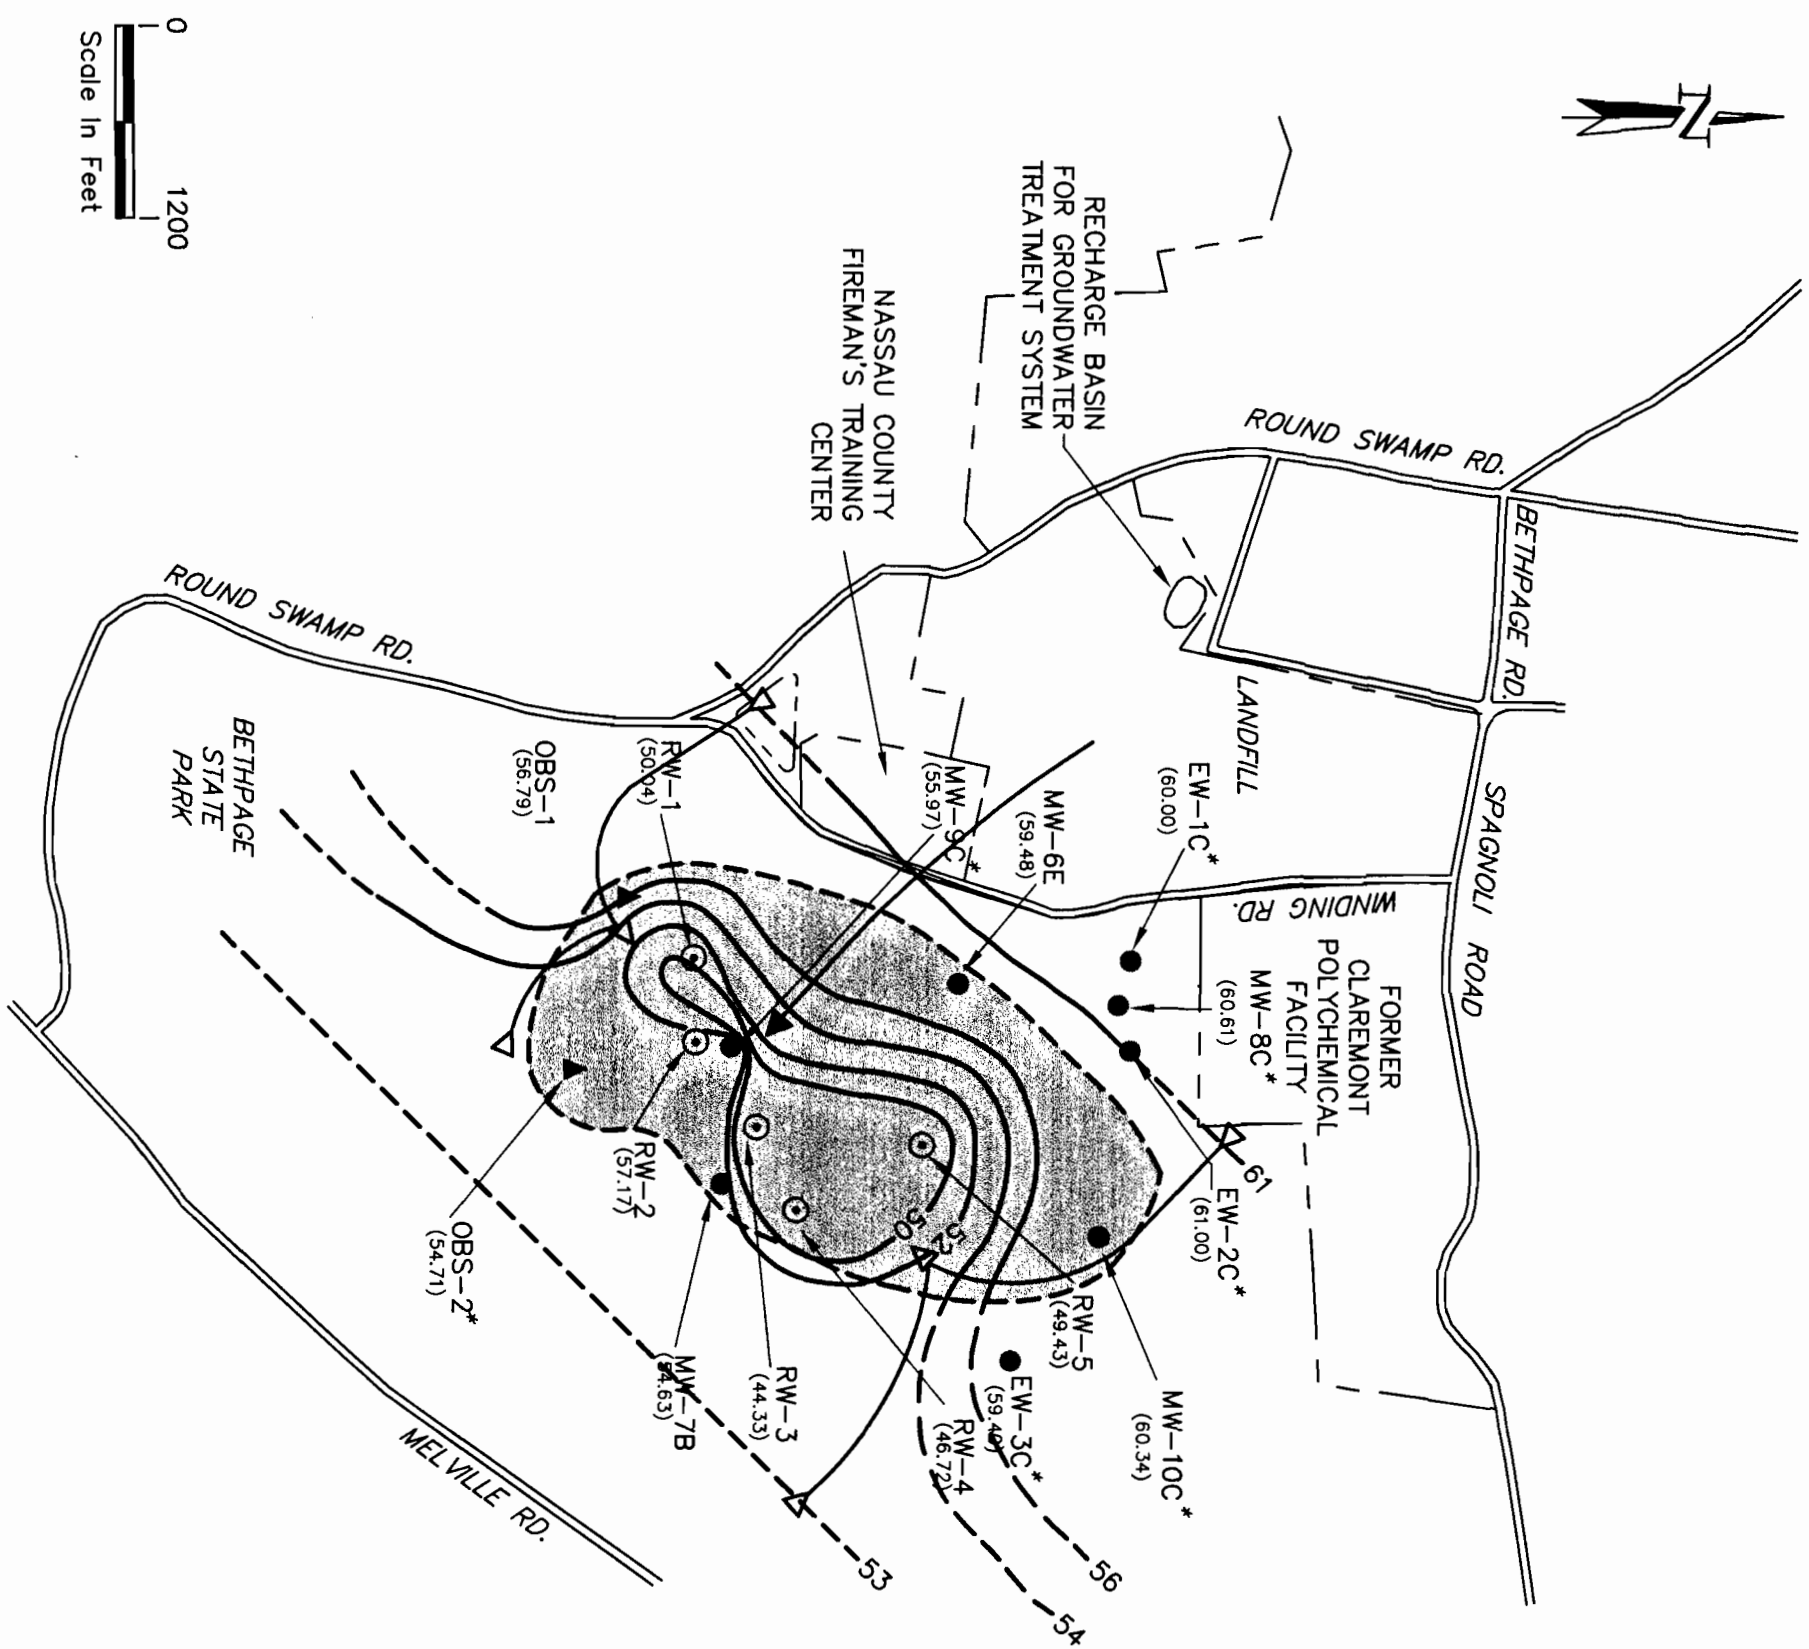 N
0
1200
Scale In Feet
RECHARGE BASIN
FOR GROUNDWATER
TREATMENT SYSTEM
NASSAU COUNTY
FIREMAN'S TRAINING
CENTER
ROUND SWAMP RD.
BETHPAGE RD.
LANDFILL
SPAGNOLI ROAD
WINDING RD.
FORMER
CLAREMONT
POLYCHEMICAL
FACILITY
EW-1C*
(60.00)
MW-8C*
(60.61)
EW-2C*
(61.00)
MW-6E
(59.48)
MW-9C*
(55.97)
RW-1
(50.04)
OBS-1
(56.79)
ROUND SWAMP RD.
BETHPAGE
STATE
PARK
RW-2
(57.17)
OBS-2*
(54.71)
MW-7B
(54.63)
RW-3
(44.33)
RW-4
(46.72)
RW-5
(49.43)
EW-3C*
MW-10C*
(60.34)
MELVILLE RD.
61
50
52
53
56
54